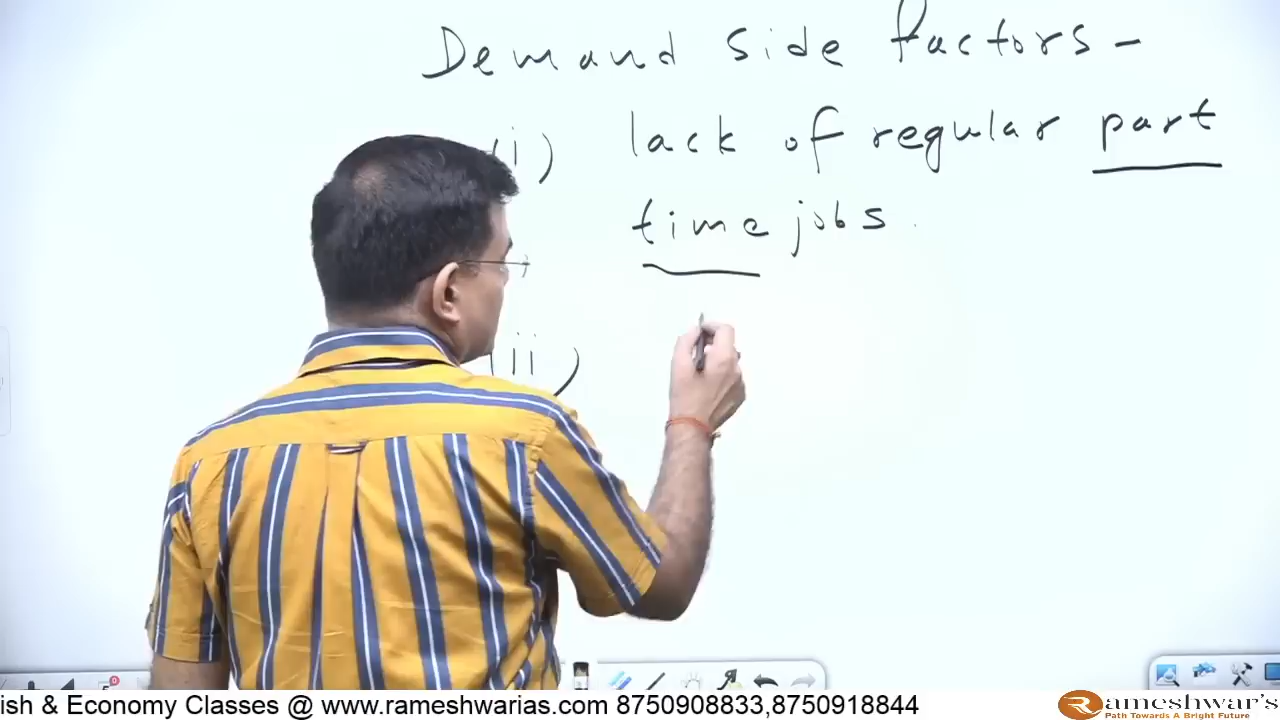 Demand side factors-
(i) lack of regular part
time jobs.
(ii)
ish & Economy Classes @ www.rameshwarias.com 8750908833,8750918844
Rameshwar's
Path Towards A Bright Future